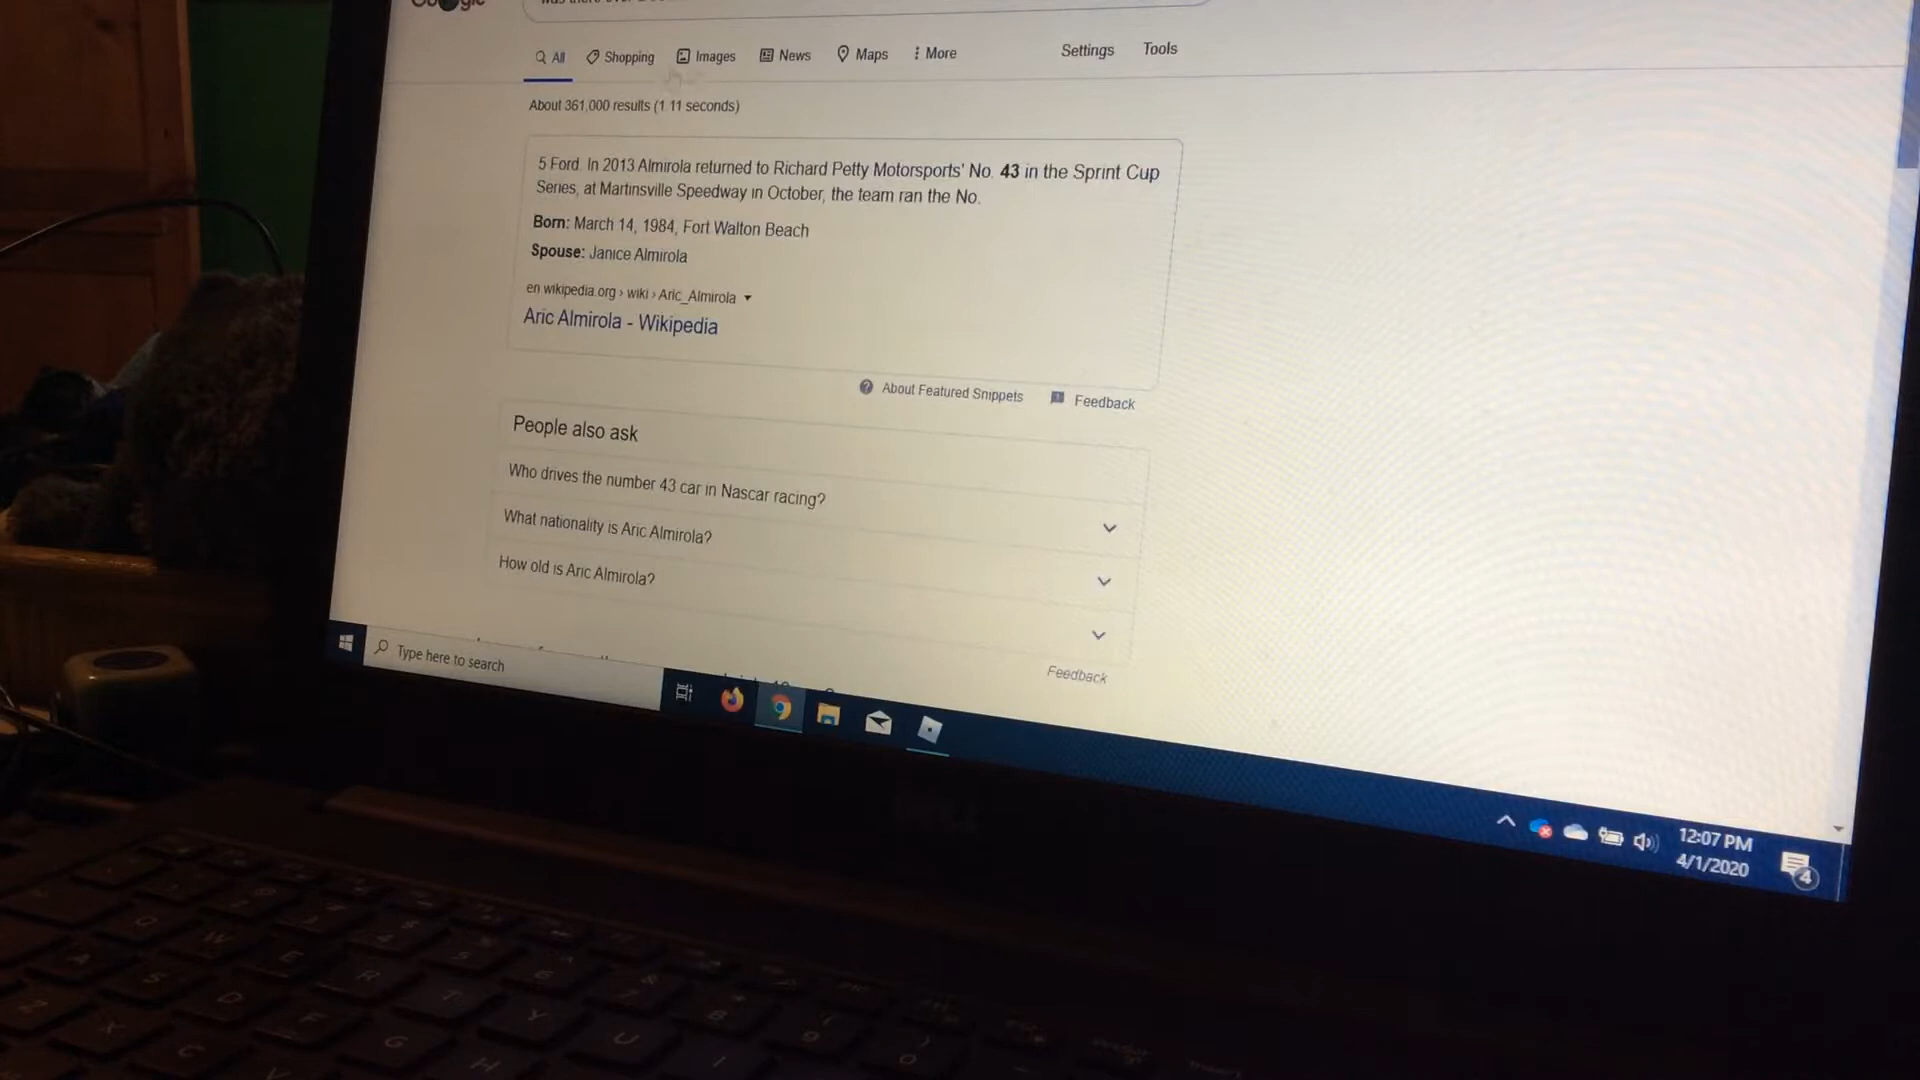 Google
All Shopping Images News Maps More Settings Tools
About 361,000 results (1.11 seconds)
5 Ford. In 2013 Almirola returned to Richard Petty Motorsports' No. 43 in the Sprint Cup
Series, at Martinsville Speedway in October, the team ran the No.
Born: March 14, 1984, Fort Walton Beach
Spouse: Janice Almirola
en.wikipedia.org › wiki › Aric_Almirola
Aric Almirola - Wikipedia
About Featured Snippets Feedback
People also ask
Who drives the number 43 car in Nascar racing?
What nationality is Aric Almirola?
How old is Aric Almirola?
Feedback
Type here to search
12:07 PM
4/1/2020
4
DELL
W E R T Y U I O
A S D F G H
Z X C V